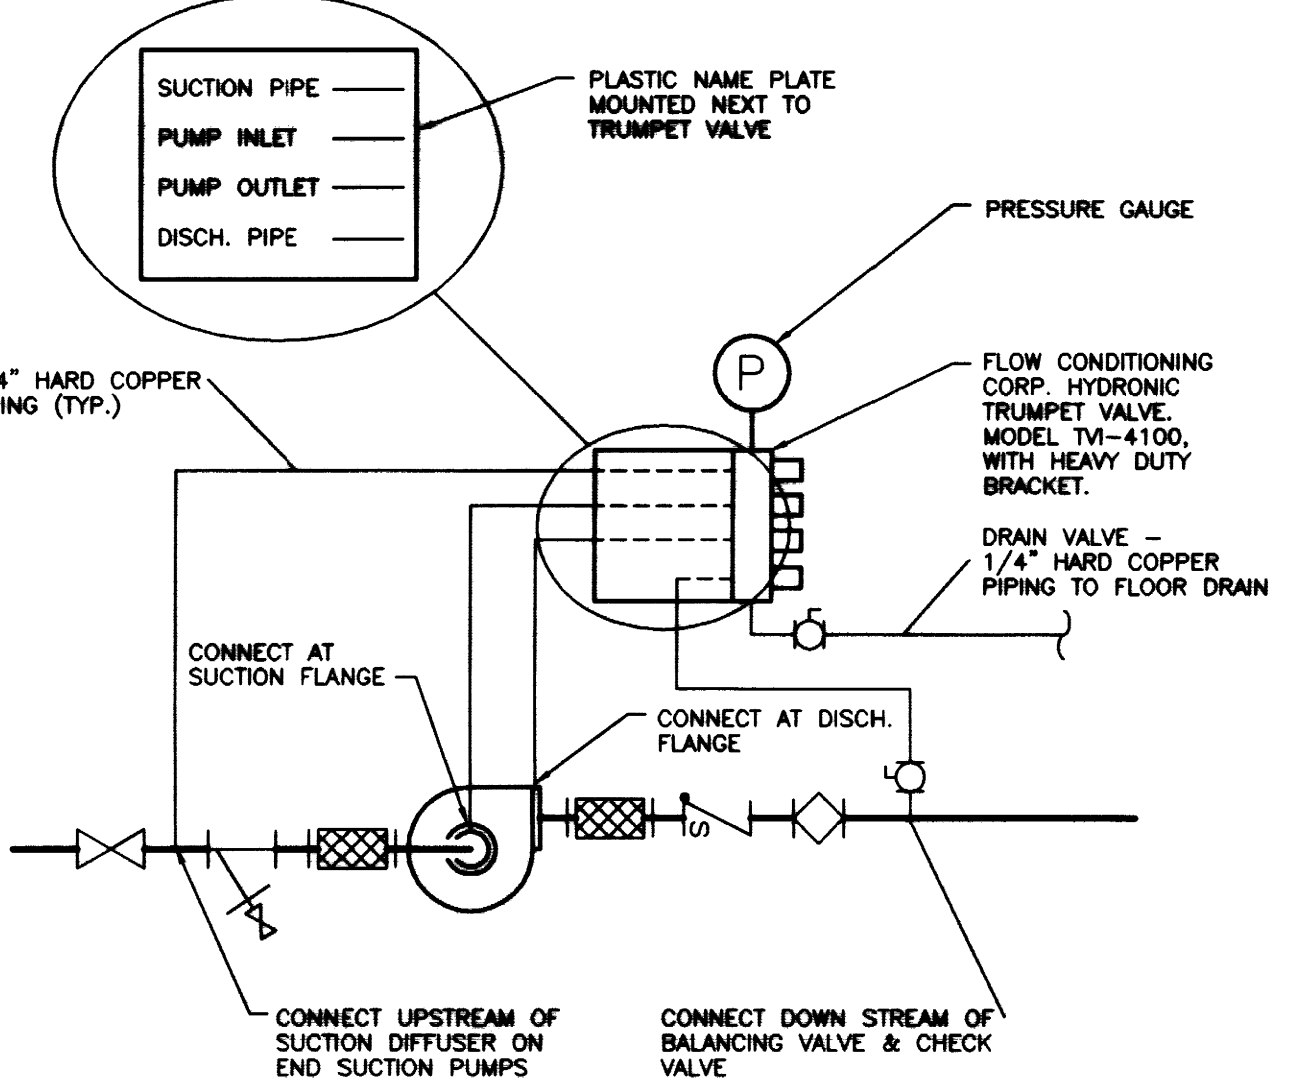 SUCTION PIPE
PUMP INLET
PUMP OUTLET
DISCH. PIPE
PLASTIC NAME PLATE
MOUNTED NEXT TO
TRUMPET VALVE
PRESSURE GAUGE
P
4" HARD COPPER
ING (TYP.)
FLOW CONDITIONING
CORP. HYDRONIC
TRUMPET VALVE.
MODEL TVI-4100,
WITH HEAVY DUTY
BRACKET.
DRAIN VALVE –
1/4" HARD COPPER
PIPING TO FLOOR DRAIN
CONNECT AT
SUCTION FLANGE
CONNECT AT DISCH.
FLANGE
S
CONNECT UPSTREAM OF
SUCTION DIFFUSER ON
END SUCTION PUMPS
CONNECT DOWN STREAM OF
BALANCING VALVE & CHECK
VALVE